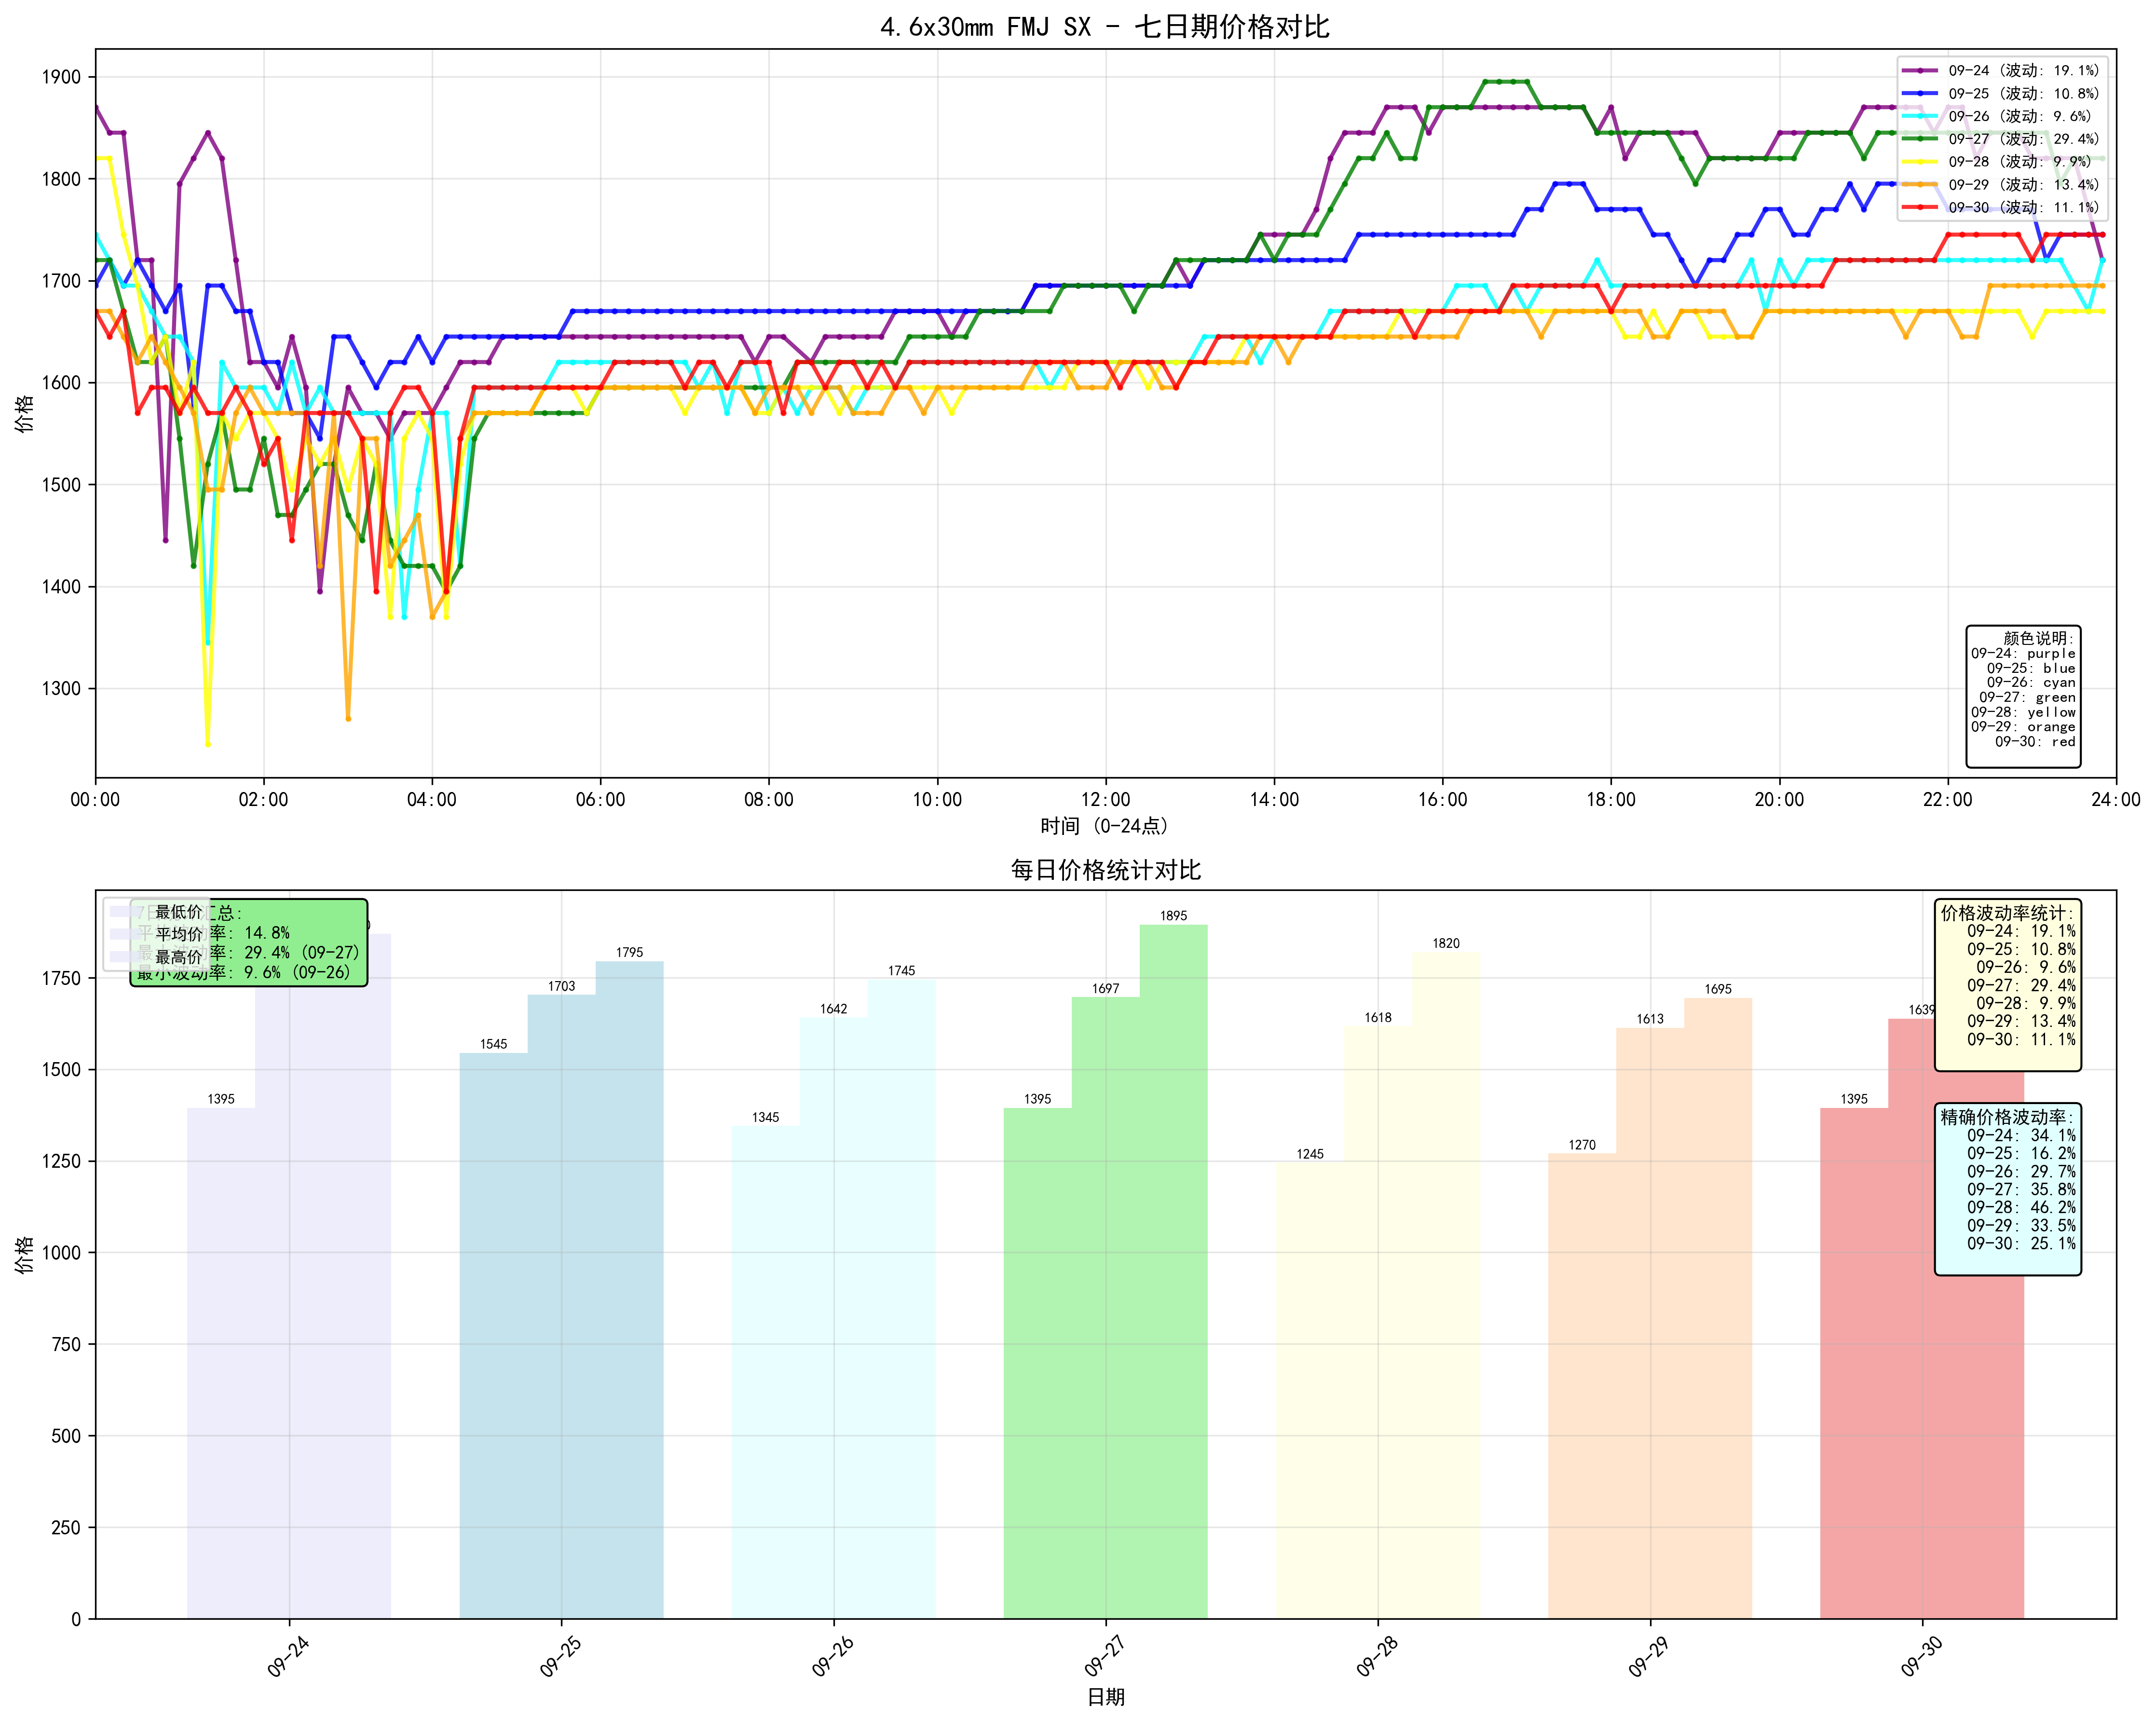 4.6x30mm FMJ SX - 七日期价格对比
价格
1900
1800
1700
1600
1500
1400
1300
09-24 (波动: 19.1%)
09-25 (波动: 10.8%)
09-26 (波动: 9.6%)
09-27 (波动: 29.4%)
09-28 (波动: 9.9%)
09-29 (波动: 13.4%)
09-30 (波动: 11.1%)
颜色说明:
09-24: purple
09-25: blue
09-26: cyan
09-27: green
09-28: yellow
09-29: orange
09-30: red
00:00 02:00 04:00 06:00 08:00 10:00 12:00 14:00 16:00 18:00 20:00 22:00 24:00
时间 (0-24点)
每日价格统计对比
价格
1750
1500
1250
1000
750
500
250
0
最低价
平均价
最高价
汇总:
率: 14.8%
率: 29.4% (09-27)
最小波动率: 9.6% (09-26)
1395
1545 1703 1795
1345 1642 1745
1395 1697 1895
1245 1618 1820
1270 1613 1695
1395 1639
价格波动率统计:
09-24: 19.1%
09-25: 10.8%
09-26: 9.6%
09-27: 29.4%
09-28: 9.9%
09-29: 13.4%
09-30: 11.1%
精确价格波动率:
09-24: 34.1%
09-25: 16.2%
09-26: 29.7%
09-27: 35.8%
09-28: 46.2%
09-29: 33.5%
09-30: 25.1%
09-24 09-25 09-26 09-27 09-28 09-29 09-30
日期